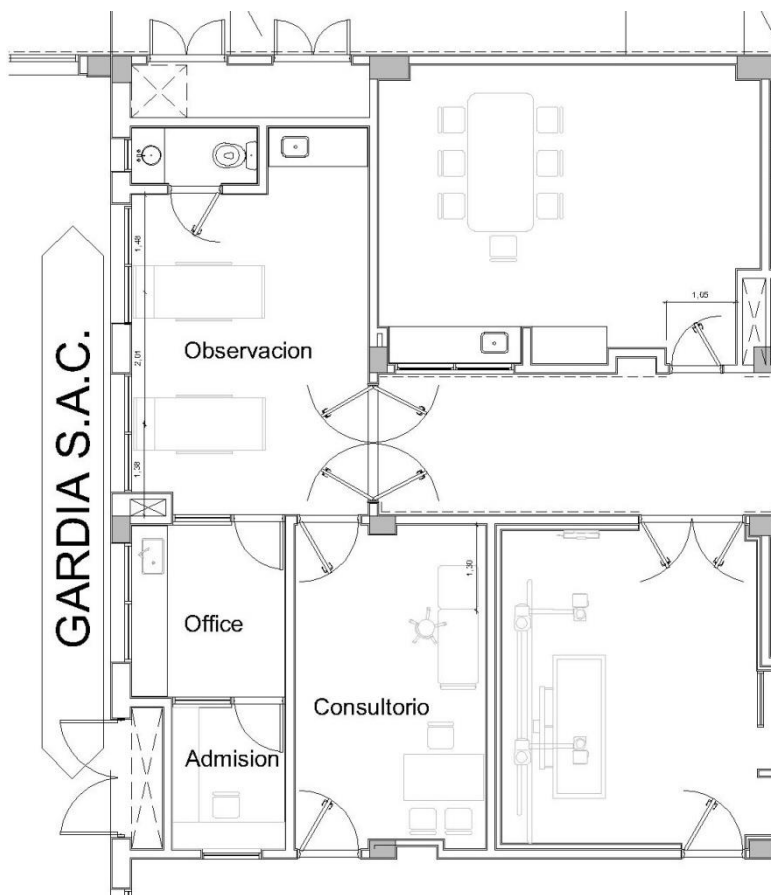 GARDIA S.A.C.
1,48
2,01
1,38
Observacion
1,05
Office
1,30
Consultorio
Admision